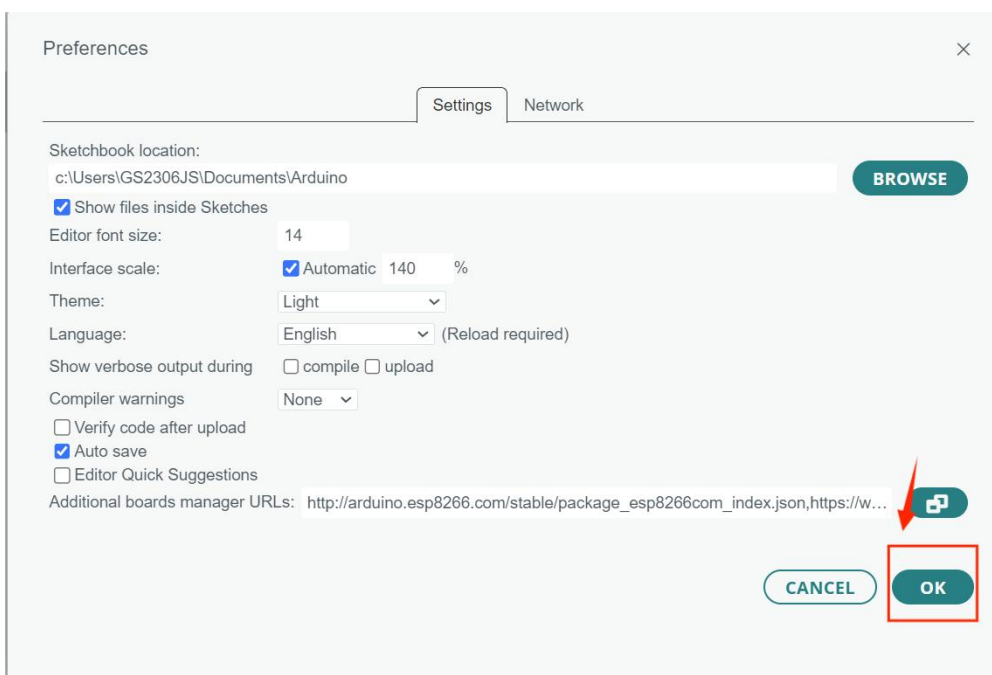 Preferences
Settings Network
Sketchbook location:
c:\Users\GS2306JS\Documents\Arduino
BROWSE
Show files inside Sketches
Editor font size: 14
Interface scale: Automatic 140 %
Theme: Light
Language: English (Reload required)
Show verbose output during compile upload
Compiler warnings None
Verify code after upload
Auto save
Editor Quick Suggestions
Additional boards manager URLs: http://arduino.esp8266.com/stable/package_esp8266com_index.json,https://w...
CANCEL OK